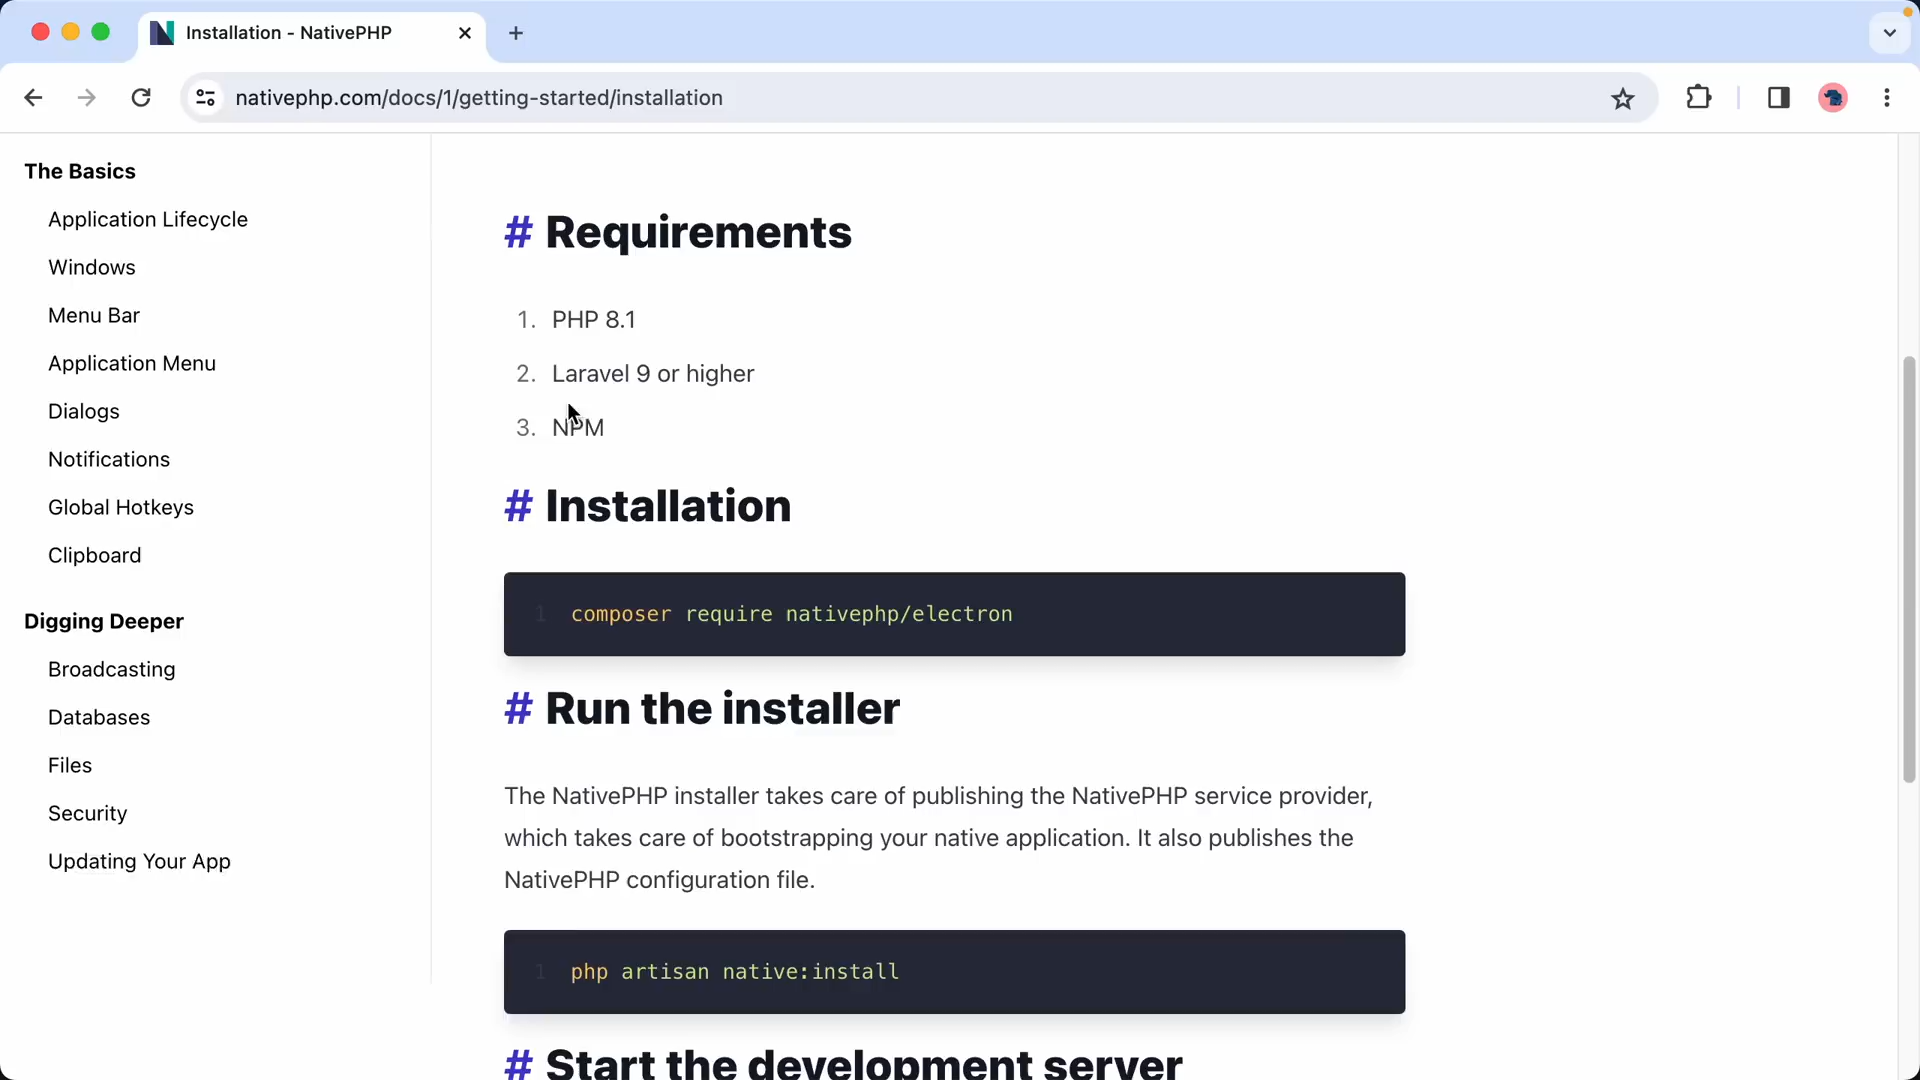 Installation - NativePHP
nativephp.com/docs/1/getting-started/installation
The Basics
Application Lifecycle
Windows
Menu Bar
Application Menu
Dialogs
Notifications
Global Hotkeys
Clipboard
Digging Deeper
Broadcasting
Databases
Files
Security
Updating Your App
# Requirements
1. PHP 8.1
2. Laravel 9 or higher
3. NPM
# Installation
1 composer require nativephp/electron
# Run the installer
The NativePHP installer takes care of publishing the NativePHP service provider,
which takes care of bootstrapping your native application. It also publishes the
NativePHP configuration file.
1 php artisan native:install
# Start the development server